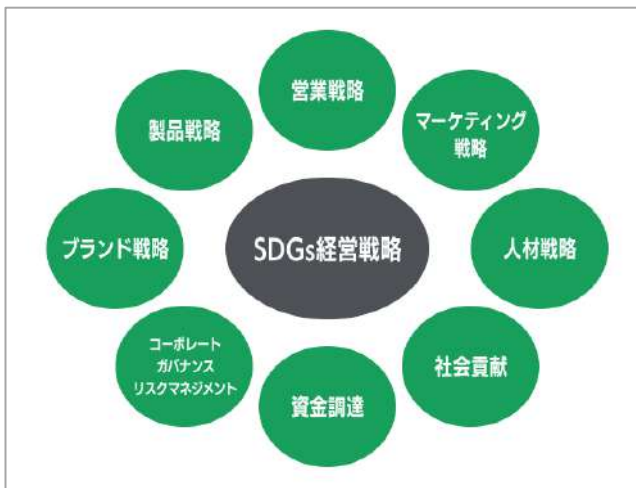 営業戦略
製品戦略
マーケティング
戦略
ブランド戦略
SDGs経営戦略
人材戦略
コーポレート
ガバナンス
リスクマネジメント
社会貢献
資金調達